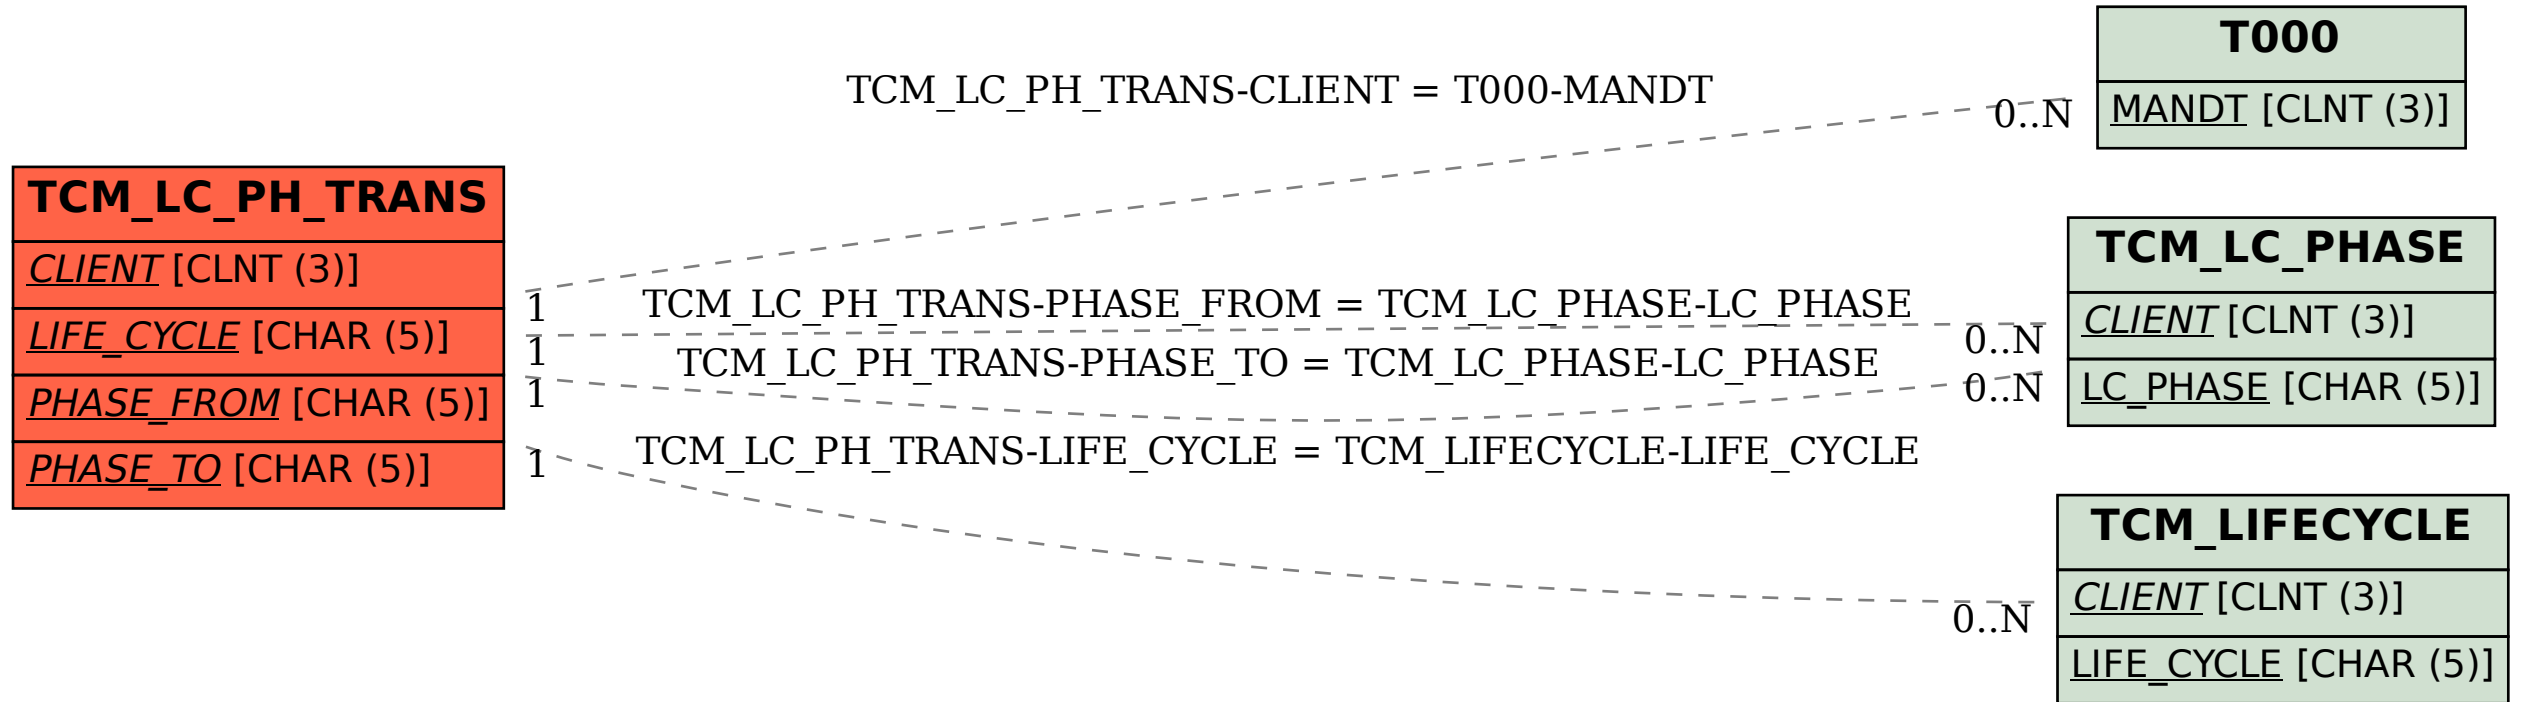 TCM_LC_PH_TRANS
CLIENT [CLNT (3)]
LIFE_CYCLE [CHAR (5)]
PHASE_FROM [CHAR (5)]
PHASE_TO [CHAR (5)]
TCM_LC_PH_TRANS-CLIENT = T000-MANDT
1
0..N
TCM_LC_PH_TRANS-PHASE_FROM = TCM_LC_PHASE-LC_PHASE
1
0..N
TCM_LC_PH_TRANS-PHASE_TO = TCM_LC_PHASE-LC_PHASE
1
0..N
TCM_LC_PH_TRANS-LIFE_CYCLE = TCM_LIFECYCLE-LIFE_CYCLE
1
0..N
T000
MANDT [CLNT (3)]
TCM_LC_PHASE
CLIENT [CLNT (3)]
LC_PHASE [CHAR (5)]
TCM_LIFECYCLE
CLIENT [CLNT (3)]
LIFE_CYCLE [CHAR (5)]